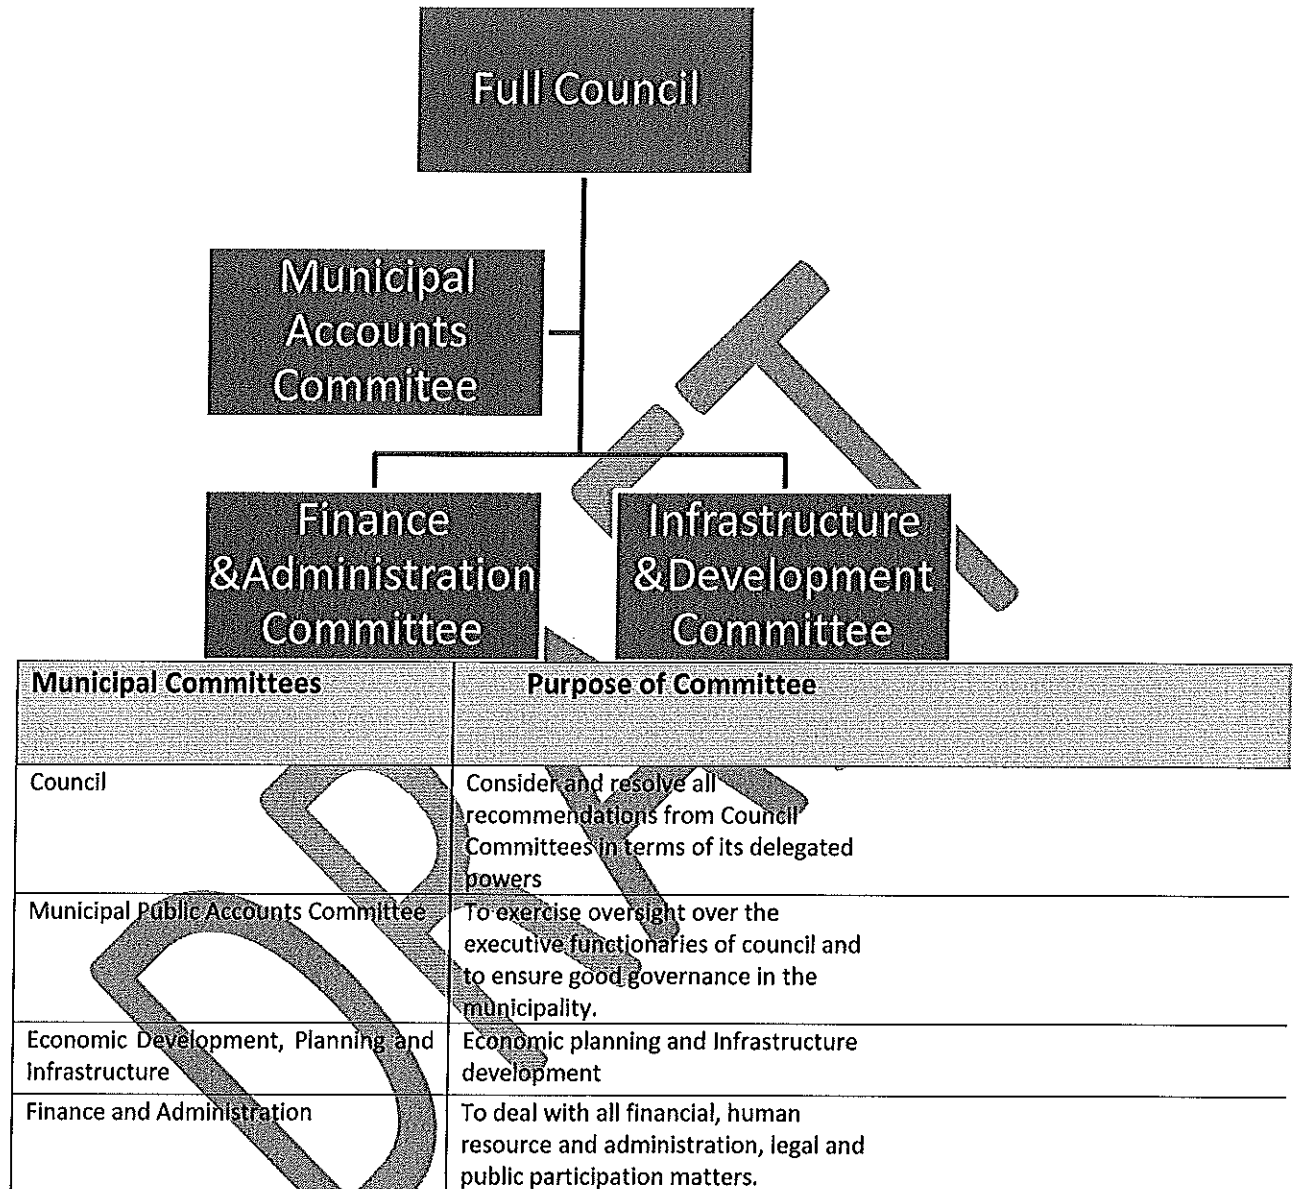 Full Council
Municipal
Accounts
Commitee
Finance
&Administration
Committee
Infrastructure
&Development
Committee
Municipal Committees
Purpose of Committee
Council
Consider and resolve all
recommendations from Council
Committees in terms of its delegated
powers
Municipal Public Accounts Committee
To exercise oversight over the
executive functionaries of council and
to ensure good governance in the
municipality.
Economic Development, Planning and
Infrastructure
Economic planning and Infrastructure
development
Finance and Administration
To deal with all financial, human
resource and administration, legal and
public participation matters.
DRAFT